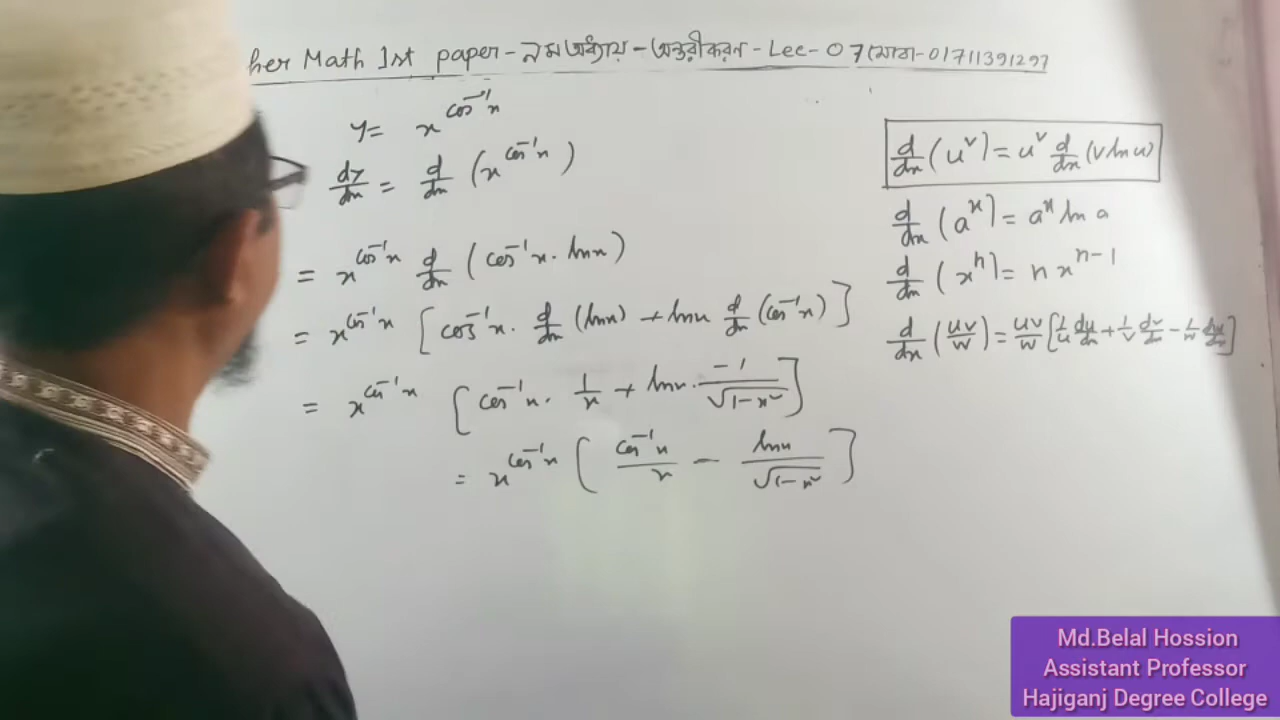 her Math 1st paper - নবম অধ্যায় - অন্তরীকরণ - Lec - 07 মোবা - 01711391297
y = x^{cos⁻¹x}
dy/dx = d/dx (x^{cos⁻¹x})
= x^{cos⁻¹x} d/dx (cos⁻¹x · lnx)
= x^{cos⁻¹x} [cos⁻¹x · d/dx (lnx) + lnx d/dx (cos⁻¹x)]
= x^{cos⁻¹x} [cos⁻¹x · 1/x + lnx · -1/√(1-x²)]
= x^{cos⁻¹x} [cos⁻¹x/x - lnx/√(1-x²)]
d/dx (u^v) = u^v d/dx (v ln u)
d/dx (a^x) = a^x ln a
d/dx (x^n) = n x^{n-1}
d/dx (uv/w) = uv/w [1/u du/dx + 1/v dv/dx - 1/w dw/dx]
Md.Belal Hossion
Assistant Professor
Hajiganj Degree College